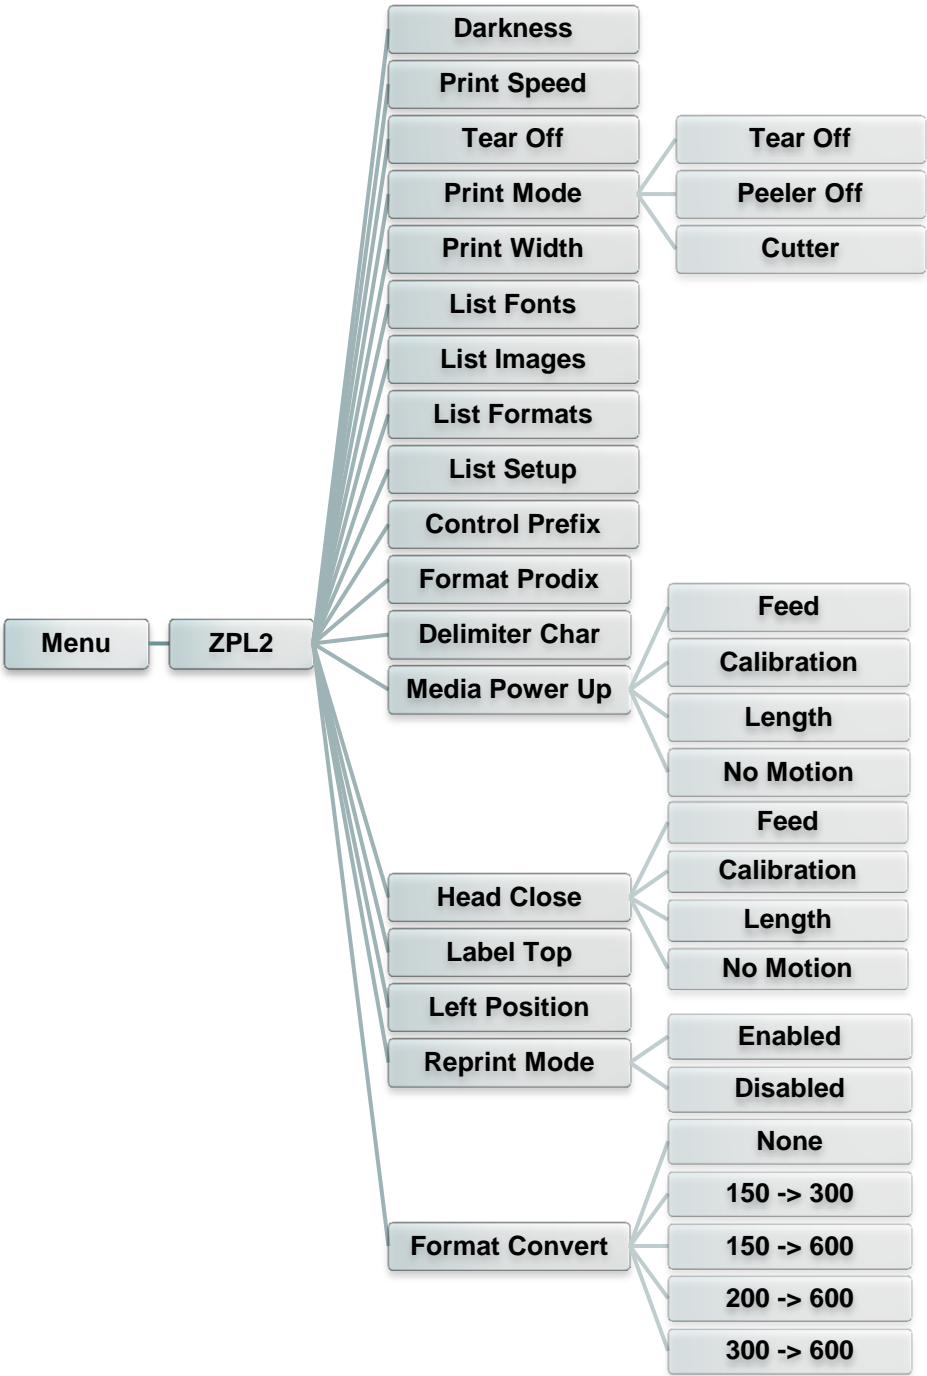 Menu
ZPL2
Darkness
Print Speed
Tear Off
Print Mode
Tear Off
Peeler Off
Cutter
Print Width
List Fonts
List Images
List Formats
List Setup
Control Prefix
Format Prodix
Delimiter Char
Media Power Up
Feed
Calibration
Length
No Motion
Head Close
Feed
Calibration
Length
No Motion
Label Top
Left Position
Reprint Mode
Enabled
Disabled
Format Convert
None
150 -> 300
150 -> 600
200 -> 600
300 -> 600